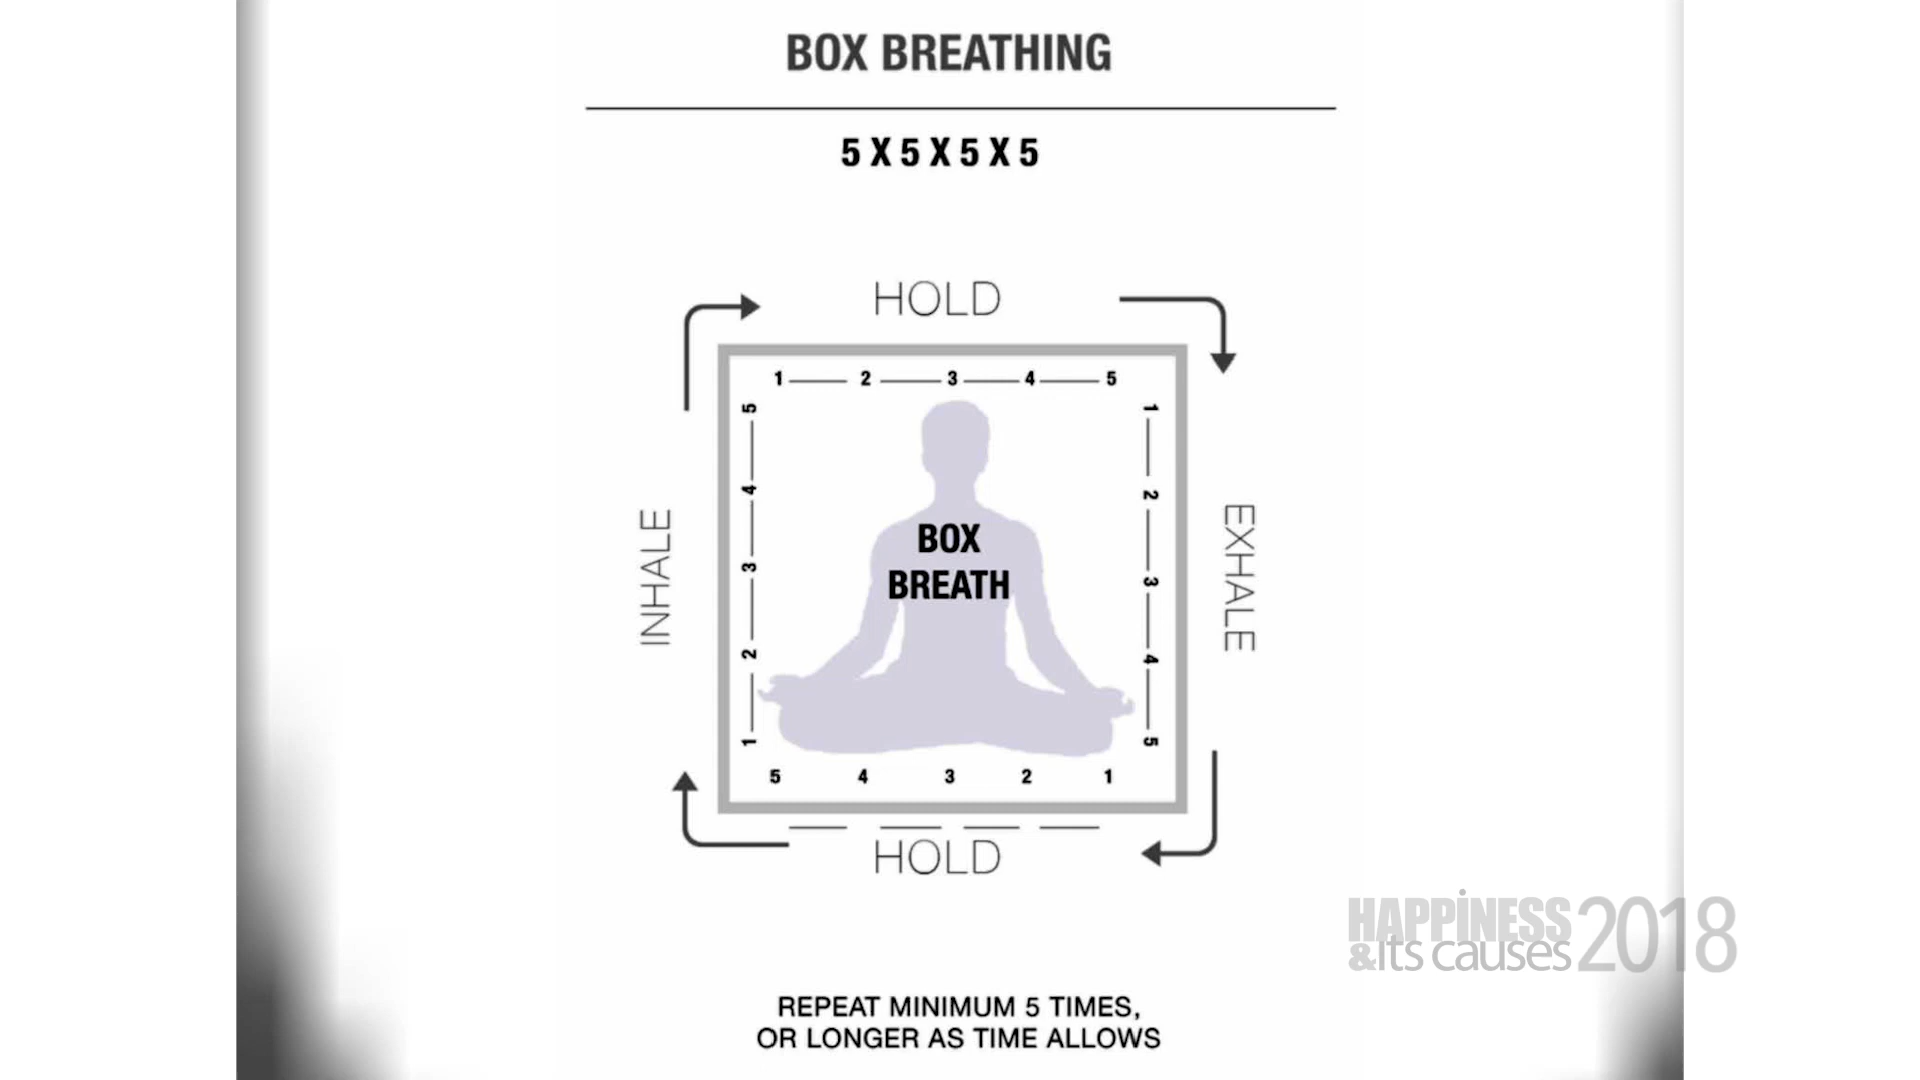 BOX BREATHING
5 X 5 X 5 X 5
HOLD
1 2 3 4 5
INHALE
1 2 3 4 5
EXHALE
1 2 3 4 5
BOX
BREATH
5 4 3 2 1
HOLD
HAPPINESS
&its causes 2018
REPEAT MINIMUM 5 TIMES,
OR LONGER AS TIME ALLOWS